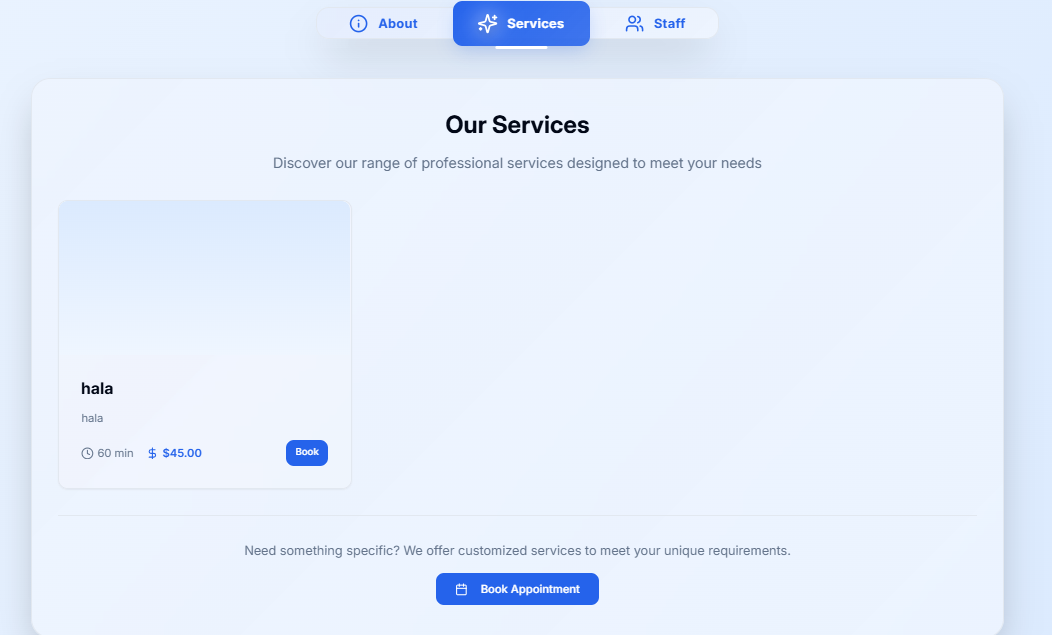 About
Services
Staff
Our Services
Discover our range of professional services designed to meet your needs
hala
hala
60 min $45.00
Book
Need something specific? We offer customized services to meet your unique requirements.
Book Appointment